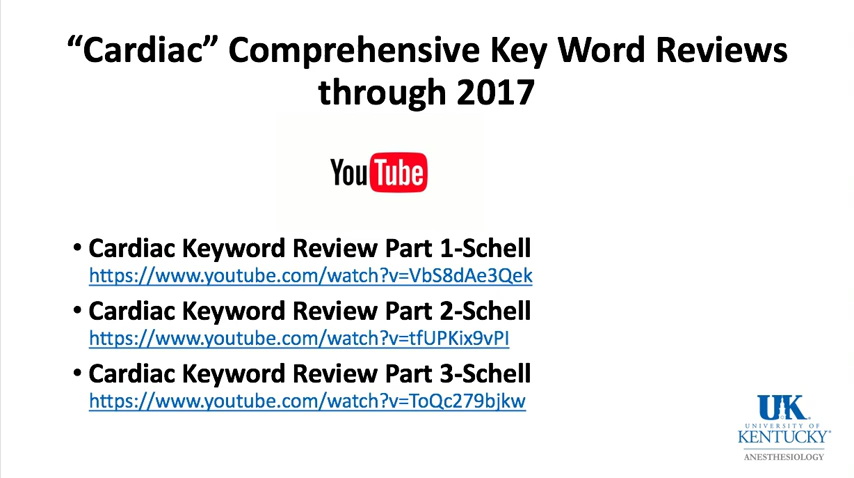 “Cardiac” Comprehensive Key Word Reviews
through 2017
YouTube
• Cardiac Keyword Review Part 1-Schell
https://www.youtube.com/watch?v=VbS8dAe3Qek
• Cardiac Keyword Review Part 2-Schell
https://www.youtube.com/watch?v=tfUPKix9vPI
• Cardiac Keyword Review Part 3-Schell
https://www.youtube.com/watch?v=ToQc279bjkw
UK
UNIVERSITY OF
KENTUCKY
ANESTHESIOLOGY